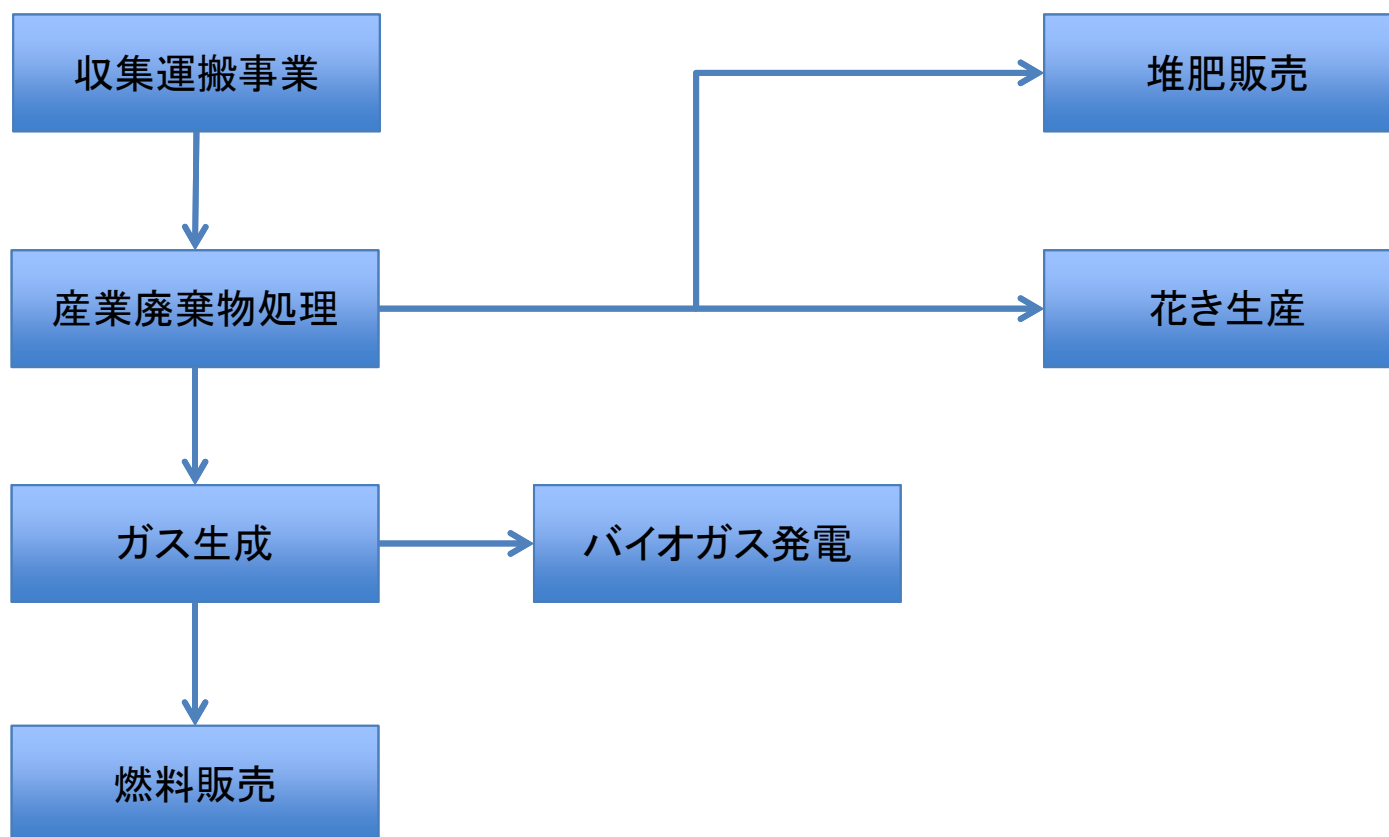 収集運搬事業
堆肥販売
産業廃棄物処理
花き生産
ガス生成
バイオガス発電
燃料販売